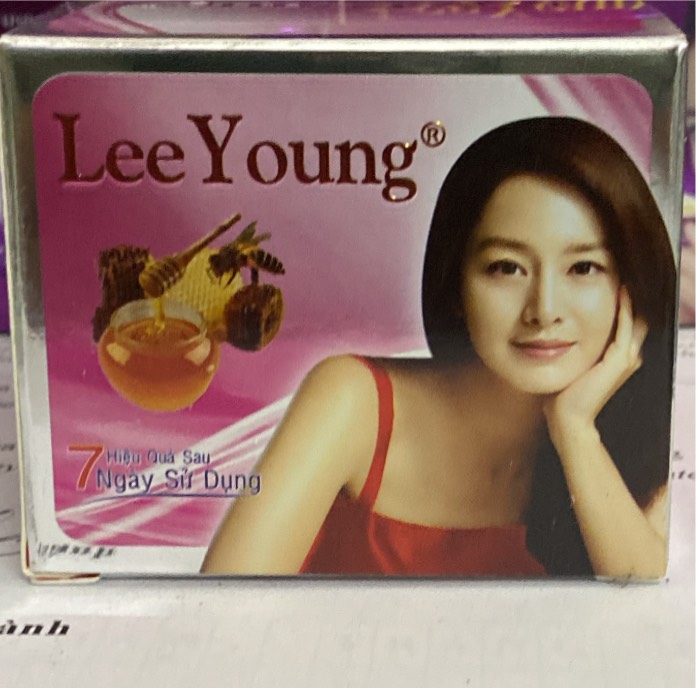 Lee Young®
7 Hiệu Quả Sau
Ngày Sử Dụng